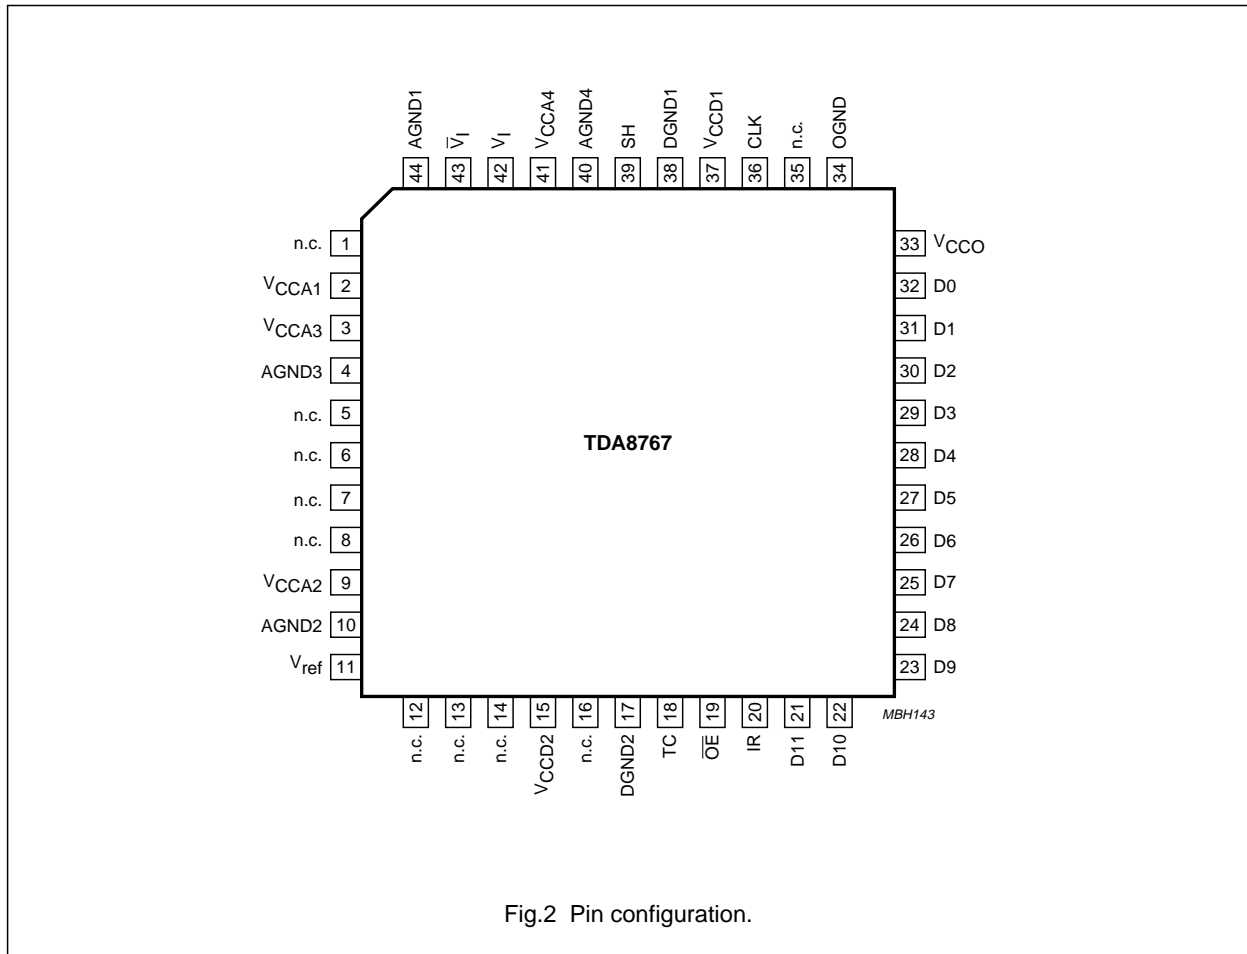 AGND1
V̅I
VI
VCCA4
AGND4
SH
DGND1
VCCD1
CLK
n.c.
OGND
44
43
42
41
40
39
38
37
36
35
34
n.c. 1
VCCA1 2
VCCA3 3
AGND3 4
n.c. 5
n.c. 6
n.c. 7
n.c. 8
VCCA2 9
AGND2 10
Vref 11
TDA8767
33 VCCO
32 D0
31 D1
30 D2
29 D3
28 D4
27 D5
26 D6
25 D7
24 D8
23 D9
12
13
14
15
16
17
18
19
20
21
22
n.c.
n.c.
n.c.
VCCD2
n.c.
DGND2
TC
O̅E̅
IR
D11
D10
MBH143
Fig.2 Pin configuration.